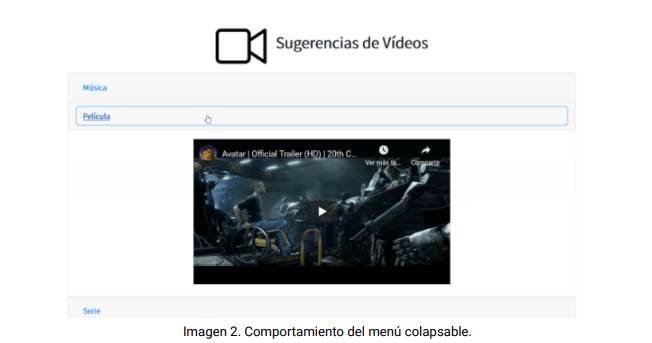 Sugerencias de Vídeos
Música
Película
Avatar | Official Trailer (HD) | 20th C...
Ver más ta...
Compartir
Serie
Imagen 2. Comportamiento del menú colapsable.